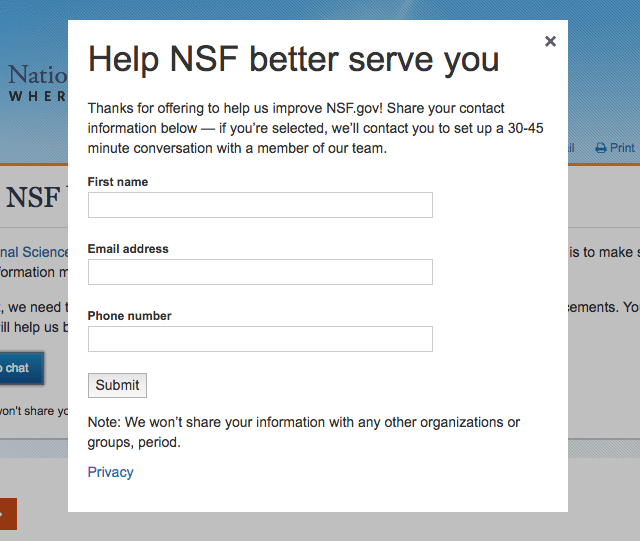 Help NSF better serve you
×
Natio
WHER
Thanks for offering to help us improve NSF.gov! Share your contact
information below — if you’re selected, we’ll contact you to set up a 30-45
minute conversation with a member of our team.
il
Print
First name
NSF
Email address
nal Science
is to make s
formation m
Phone number
, we need t
cements. Yo
ill help us b
o chat
Submit
won't share yo
Note: We won’t share your information with any other organizations or
groups, period.
Privacy